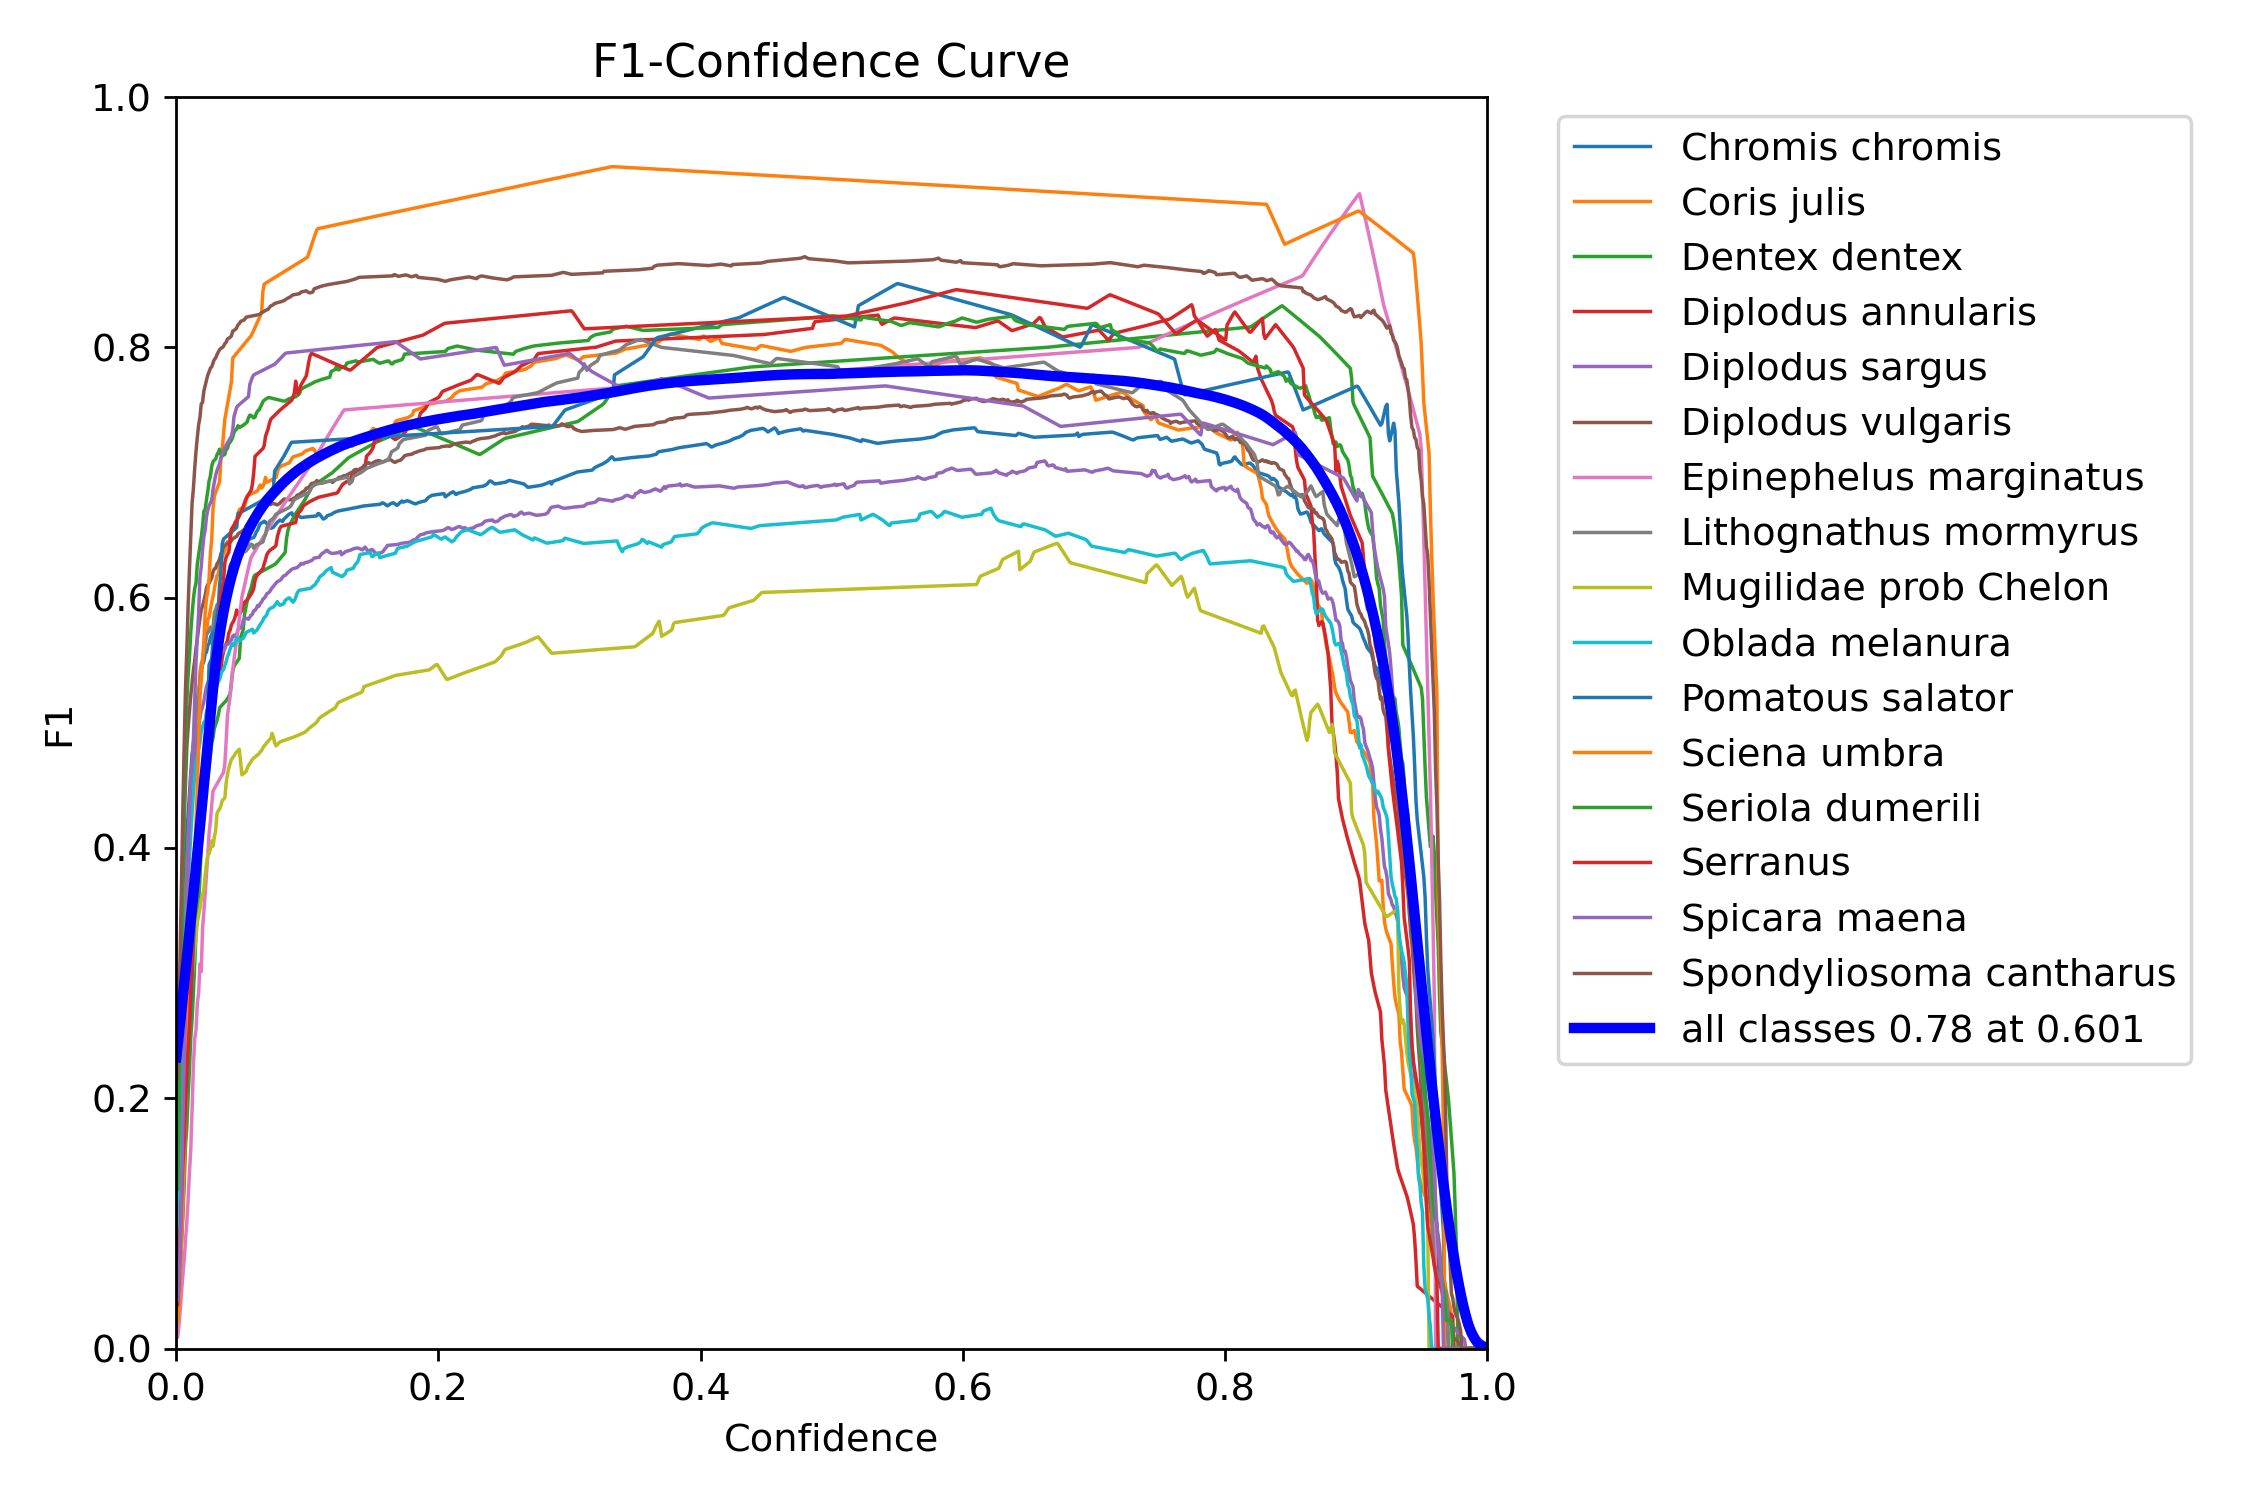 F1-Confidence Curve
1.0
0.8
0.6
0.4
0.2
0.0
F1
0.0 0.2 0.4 0.6 0.8 1.0
Confidence
Chromis chromis
Coris julis
Dentex dentex
Diplodus annularis
Diplodus sargus
Diplodus vulgaris
Epinephelus marginatus
Lithognathus mormyrus
Mugilidae prob Chelon
Oblada melanura
Pomatous salator
Sciena umbra
Seriola dumerili
Serranus
Spicara maena
Spondyliosoma cantharus
all classes 0.78 at 0.601